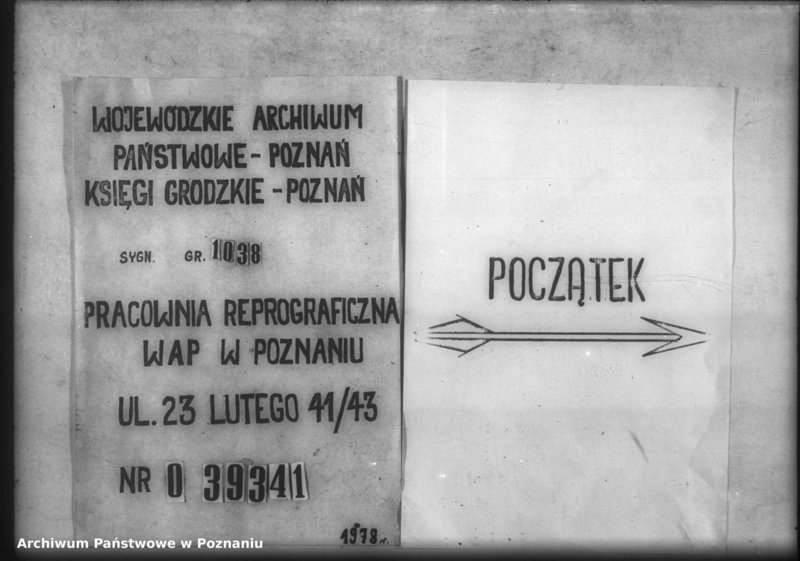 WOJEWÓDZKIE ARCHIWUM
PAŃSTWOWE - POZNAŃ
KSIĘGI GRODZKIE - POZNAŃ
SYGN. GR. 1038
PRACOWNIA REPROGRAFICZNA
WAP W POZNANIU
UL. 23 LUTEGO 41/43
NR 0 39341
1978 r.
POCZĄTEK
Archiwum Państwowe w Poznaniu